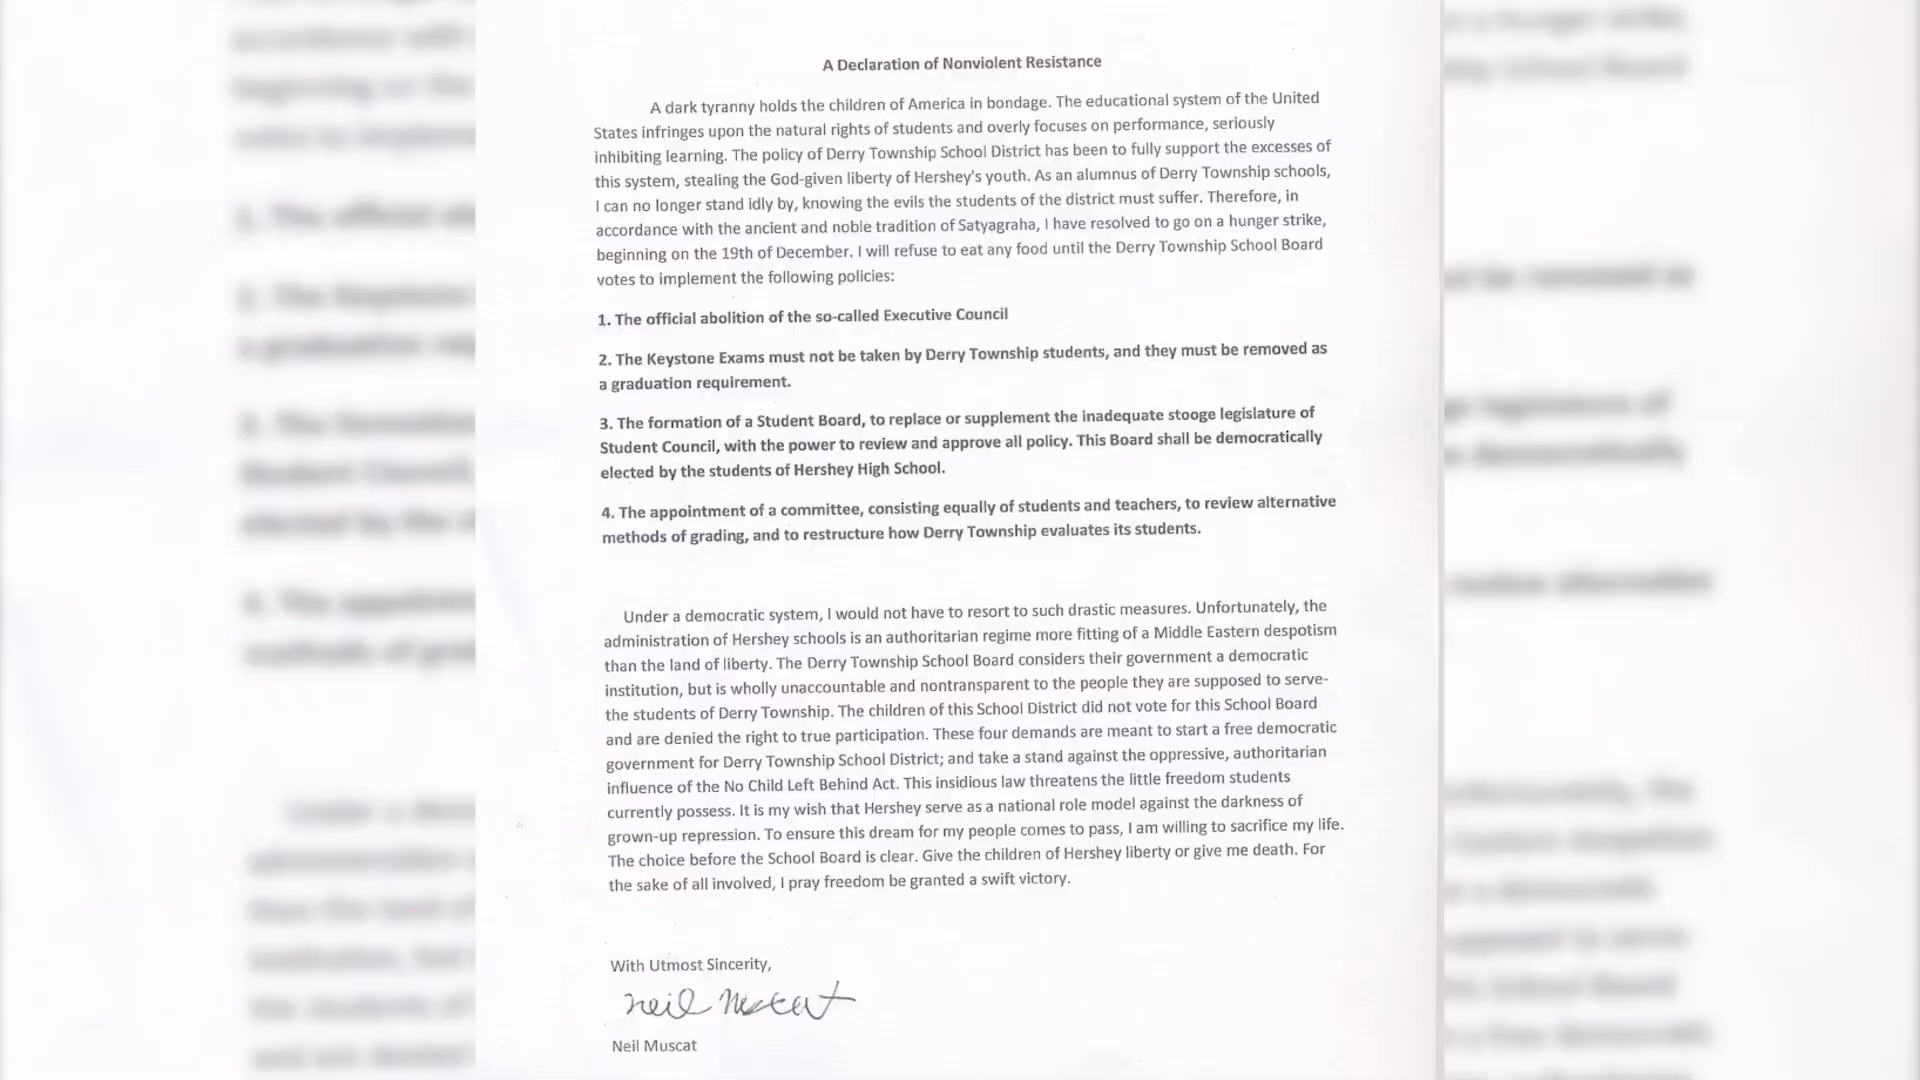 A Declaration of Nonviolent Resistance
A dark tyranny holds the children of America in bondage. The educational system of the United
States infringes upon the natural rights of students and overly focuses on performance, seriously
inhibiting learning. The policy of Derry Township School District has been to fully support the excesses of
this system, stealing the God-given liberty of Hershey's youth. As an alumnus of Derry Township schools,
I can no longer stand idly by, knowing the evils the students of the district must suffer. Therefore, in
accordance with the ancient and noble tradition of Satyagraha, I have resolved to go on a hunger strike,
beginning on the 19th of December. I will refuse to eat any food until the Derry Township School Board
votes to implement the following policies:
1. The official abolition of the so-called Executive Council
2. The Keystone Exams must not be taken by Derry Township students, and they must be removed as
a graduation requirement.
3. The formation of a Student Board, to replace or supplement the inadequate stooge legislature of
Student Council, with the power to review and approve all policy. This Board shall be democratically
elected by the students of Hershey High School.
4. The appointment of a committee, consisting equally of students and teachers, to review alternative
methods of grading, and to restructure how Derry Township evaluates its students.
Under a democratic system, I would not have to resort to such drastic measures. Unfortunately, the
administration of Hershey schools is an authoritarian regime more fitting of a Middle Eastern despotism
than the land of liberty. The Derry Township School Board considers their government a democratic
institution, but is wholly unaccountable and nontransparent to the people they are supposed to serve-
the students of Derry Township. The children of this School District did not vote for this School Board
and are denied the right to true participation. These four demands are meant to start a free democratic
government for Derry Township School District; and take a stand against the oppressive, authoritarian
influence of the No Child Left Behind Act. This insidious law threatens the little freedom students
currently possess. It is my wish that Hershey serve as a national role model against the darkness of
grown-up repression. To ensure this dream for my people comes to pass, I am willing to sacrifice my life.
The choice before the School Board is clear. Give the children of Hershey liberty or give me death. For
the sake of all involved, I pray freedom be granted a swift victory.
With Utmost Sincerity,
Neil Muscat
Neil Muscat